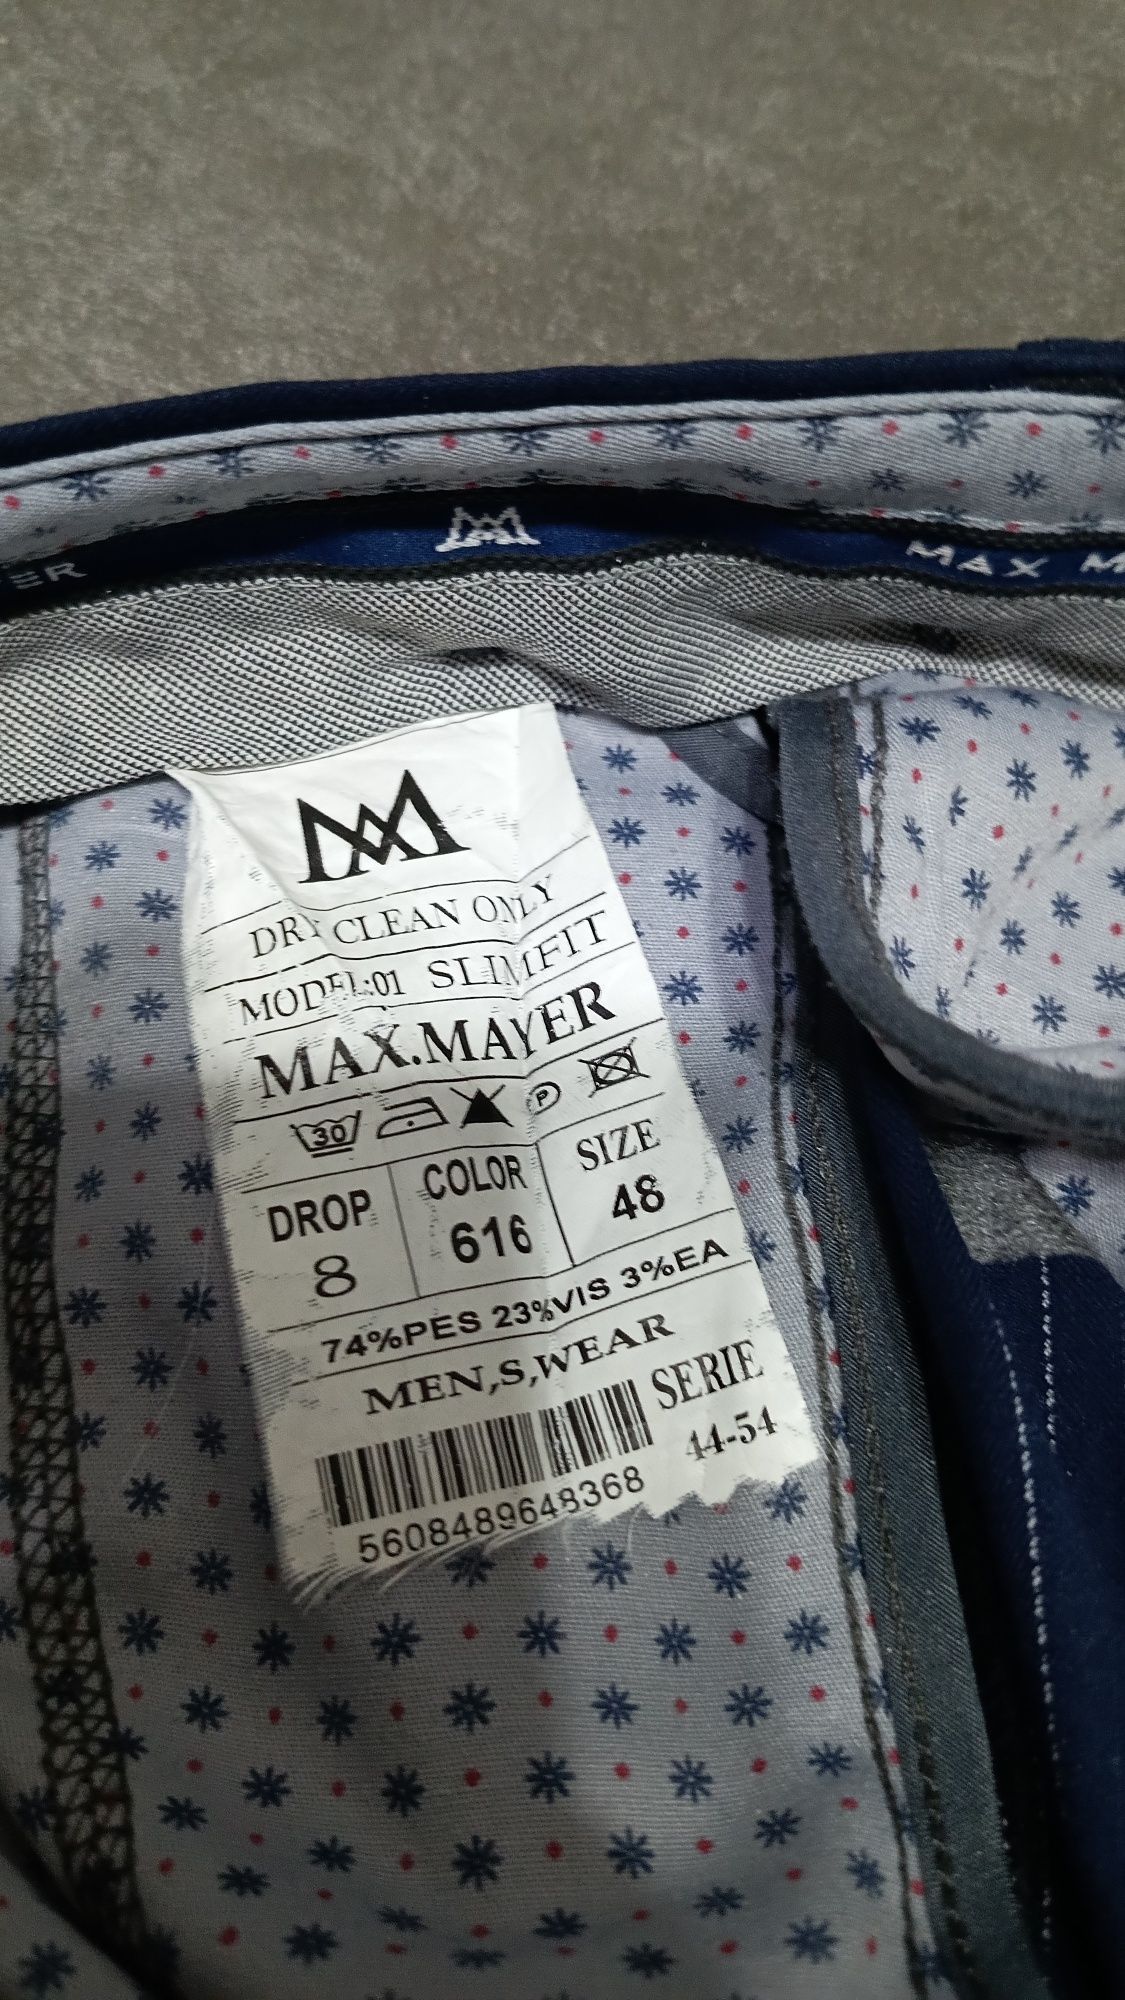 ER
MAX M
DRY CLEAN ONLY
MODEL:01 SLIMFIT
MAX.MAYER
30 P
DROP COLOR SIZE
8 616 48
74%PES 23%VIS 3%EA
MEN,S,WEAR
SERIE
44-54
5608489648368